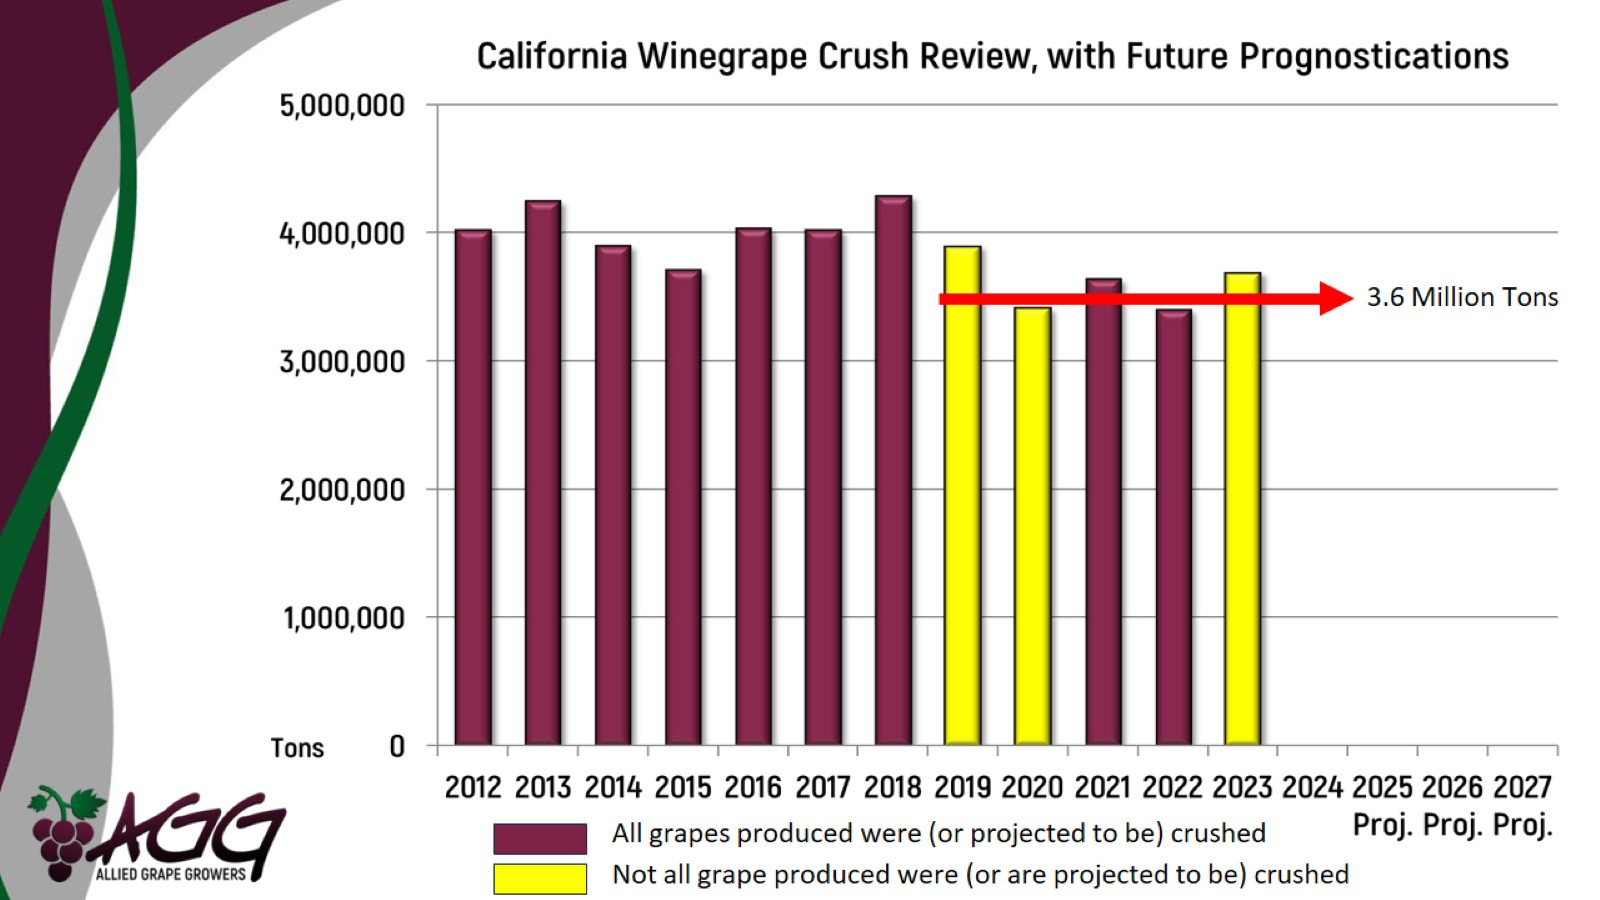 California Winegrape Crush Review, with Future Prognostications
5,000,000
4,000,000
3,000,000
2,000,000
1,000,000
Tons 0
3.6 Million Tons
2012 2013 2014 2015 2016 2017 2018 2019 2020 2021 2022 2023 2024 2025 2026 2027
Proj. Proj. Proj.
All grapes produced were (or projected to be) crushed
Not all grape produced were (or are projected to be) crushed
AGG
ALLIED GRAPE GROWERS